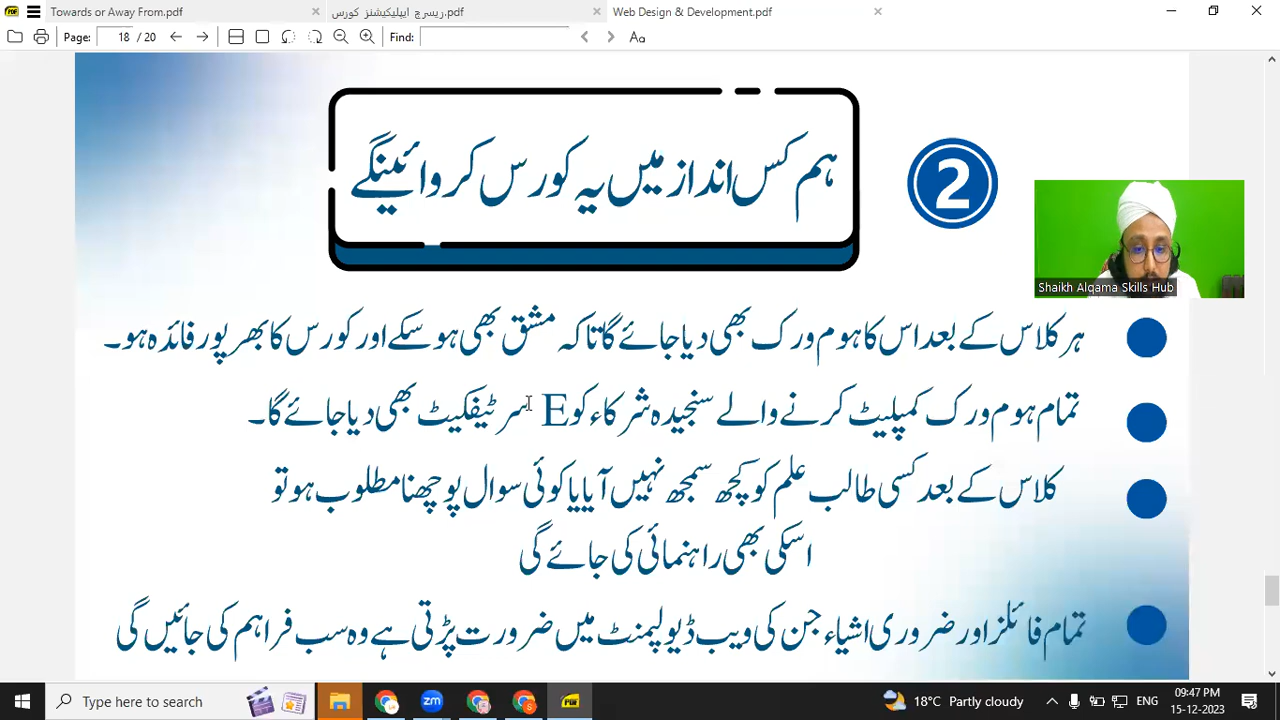 Towards or Away From.pdf
ریسرچ ایپلیکیشنز کورس.pdf
Web Design & Development.pdf
Page: 18 / 20
Find:
Aa
ہم کس انداز میں یہ کورس کروائینگے
2
Shaikh Alqama Skills Hub
ہر کلاس کے بعد اس کا ہوم ورک بھی دیا جائے گا تاکہ مشق بھی ہو سکے اور کورس کا بھر پور فائدہ ہو۔
تمام ہوم ورک کمپلیٹ کرنے والے سنجیدہ شرکاء کو E سرٹیفکیٹ بھی دیا جائے گا۔
کلاس کے بعد کسی طالب علم کو کچھ سمجھ نہیں آیا یا کوئی سوال پوچھنا مطلوب ہو تو
اسکی بھی راہنمائی کی جائے گی
تمام فائلز اور ضروری اشیاء جن کی ویب ڈیولپمنٹ میں ضرورت پڑتی ہے وہ سب فراہم کی جائیں گی
Type here to search
zm
PDF
18°C Partly cloudy
ENG
09:47 PM
15-12-2023